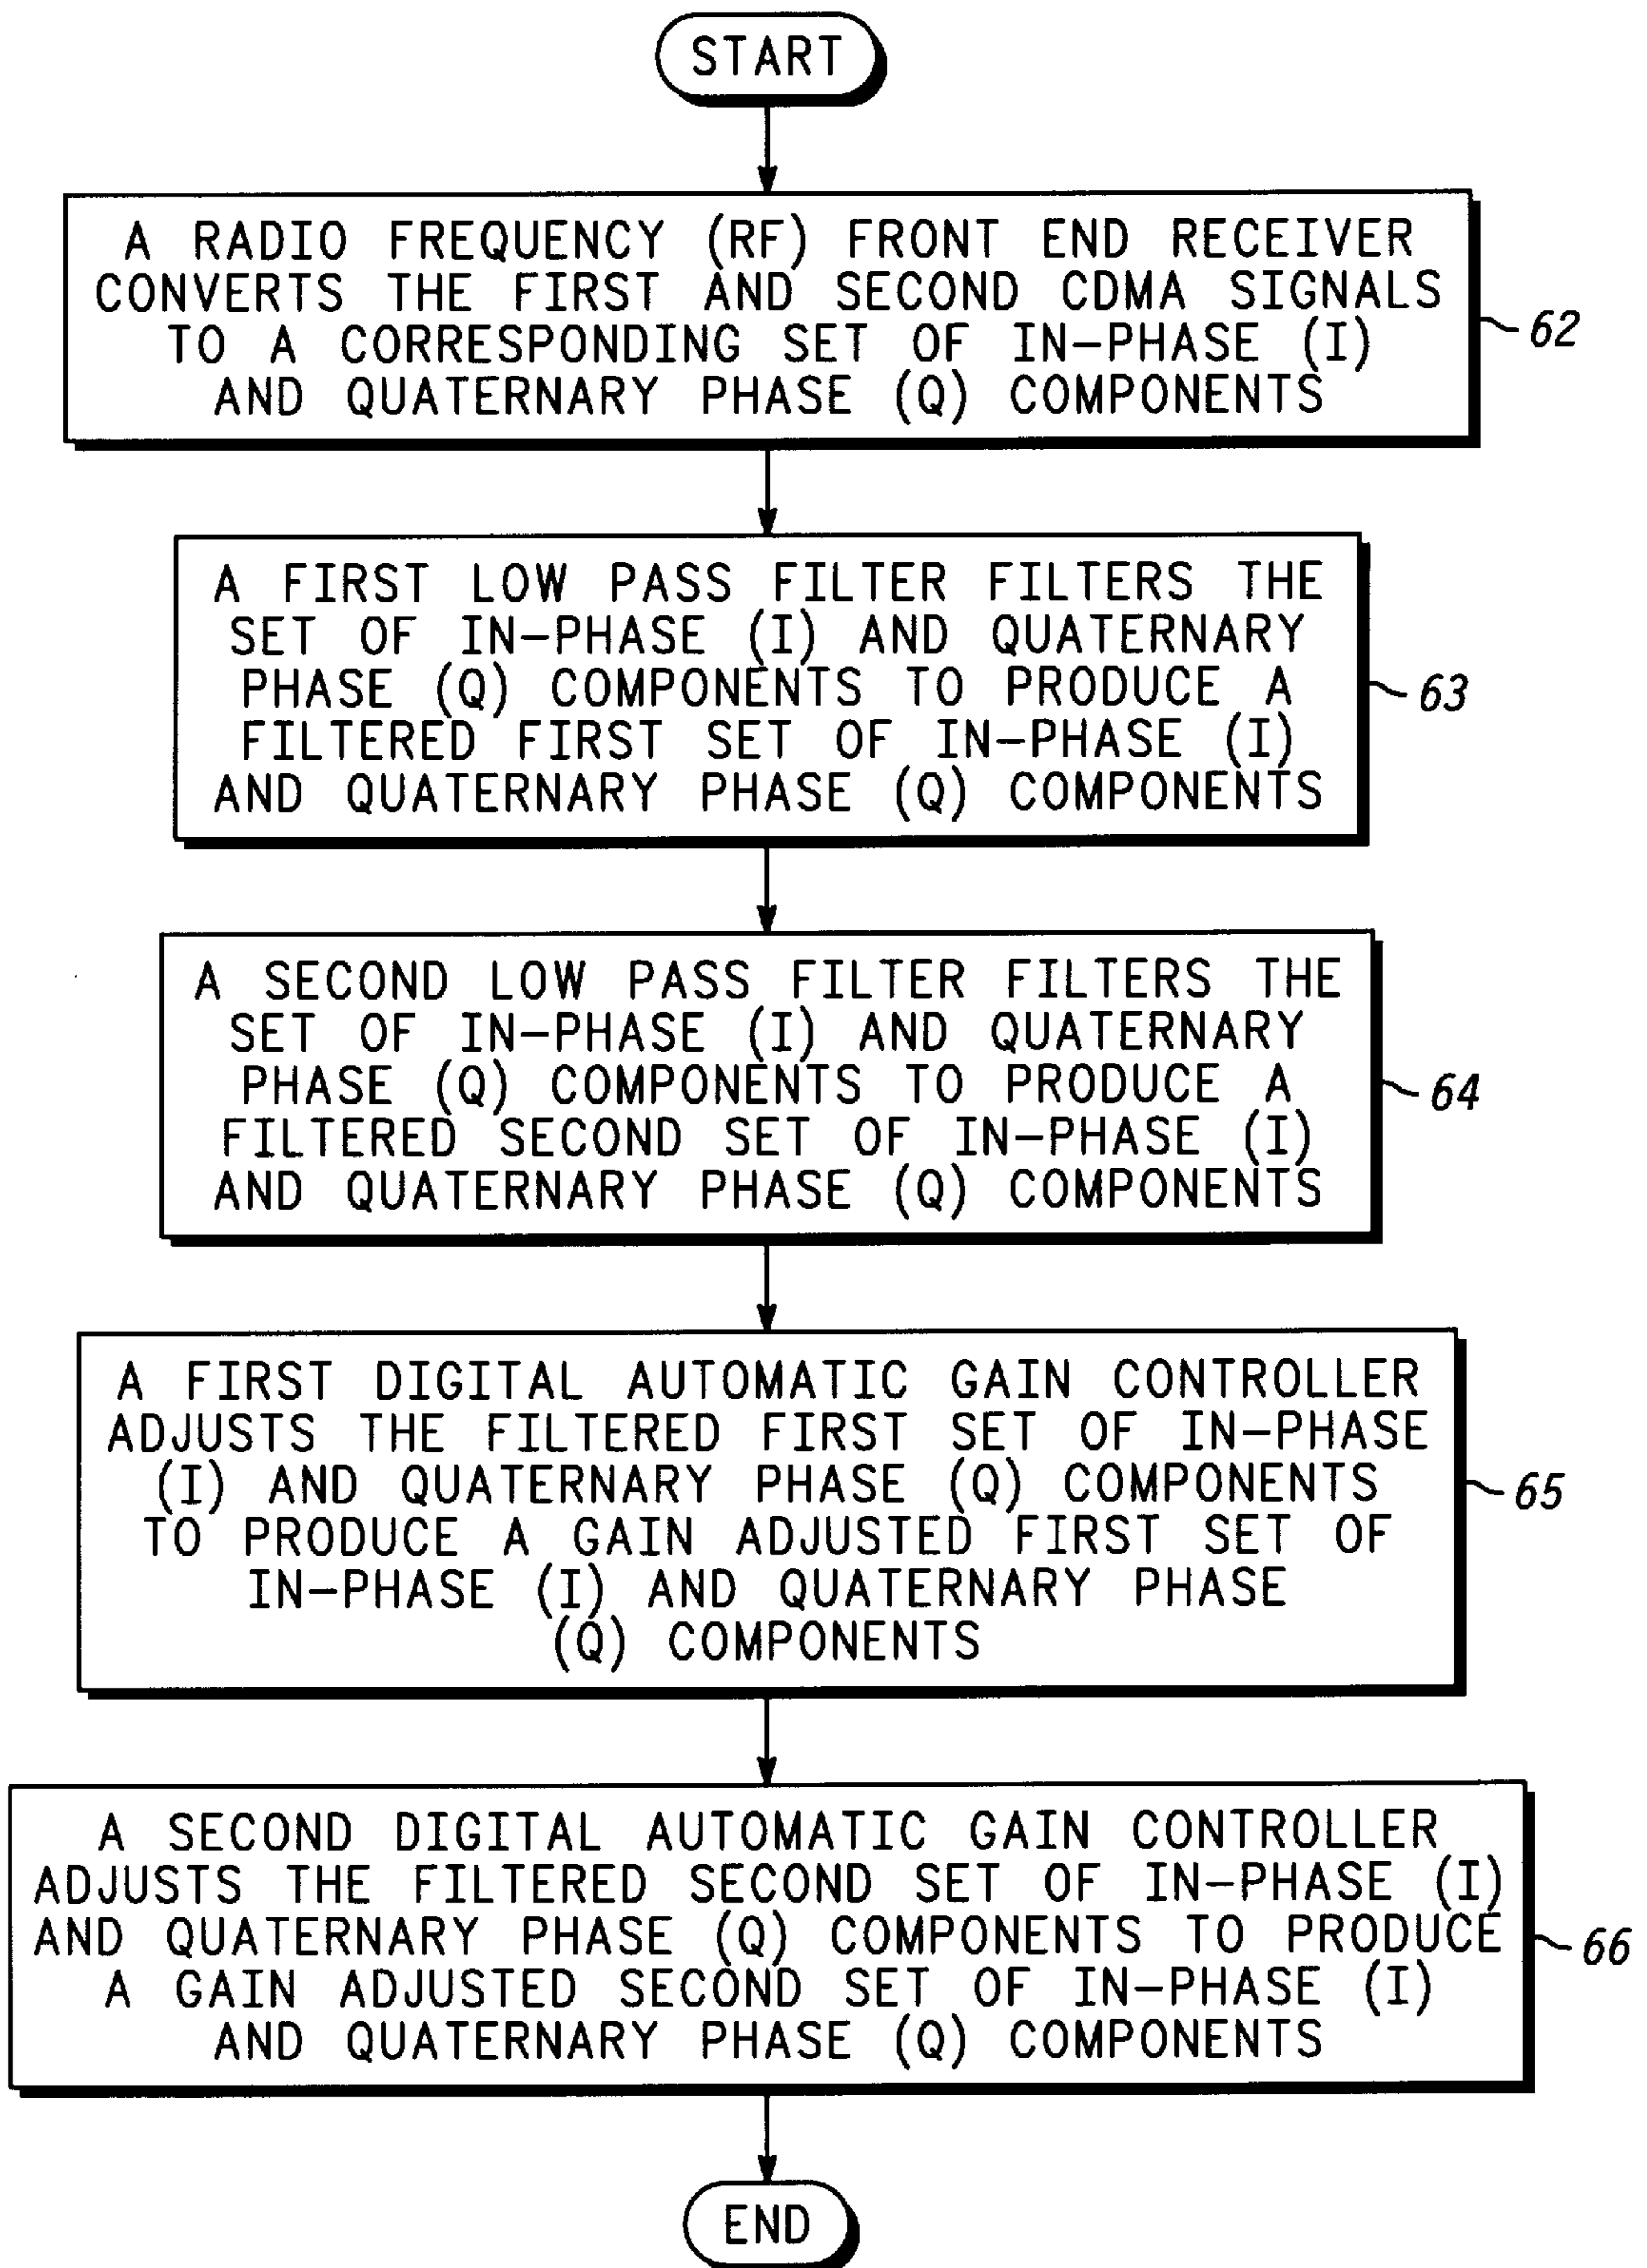 START
A RADIO FREQUENCY (RF) FRONT END RECEIVER
CONVERTS THE FIRST AND SECOND CDMA SIGNALS
TO A CORRESPONDING SET OF IN-PHASE (I)
AND QUATERNARY PHASE (Q) COMPONENTS
62
A FIRST LOW PASS FILTER FILTERS THE
SET OF IN-PHASE (I) AND QUATERNARY
PHASE (Q) COMPONENTS TO PRODUCE A
FILTERED FIRST SET OF IN-PHASE (I)
AND QUATERNARY PHASE (Q) COMPONENTS
63
A SECOND LOW PASS FILTER FILTERS THE
SET OF IN-PHASE (I) AND QUATERNARY
PHASE (Q) COMPONENTS TO PRODUCE A
FILTERED SECOND SET OF IN-PHASE (I)
AND QUATERNARY PHASE (Q) COMPONENTS
64
A FIRST DIGITAL AUTOMATIC GAIN CONTROLLER
ADJUSTS THE FILTERED FIRST SET OF IN-PHASE
(I) AND QUATERNARY PHASE (Q) COMPONENTS
TO PRODUCE A GAIN ADJUSTED FIRST SET OF
IN-PHASE (I) AND QUATERNARY PHASE
(Q) COMPONENTS
65
A SECOND DIGITAL AUTOMATIC GAIN CONTROLLER
ADJUSTS THE FILTERED SECOND SET OF IN-PHASE (I)
AND QUATERNARY PHASE (Q) COMPONENTS TO PRODUCE
A GAIN ADJUSTED SECOND SET OF IN-PHASE (I)
AND QUATERNARY PHASE (Q) COMPONENTS
66
END